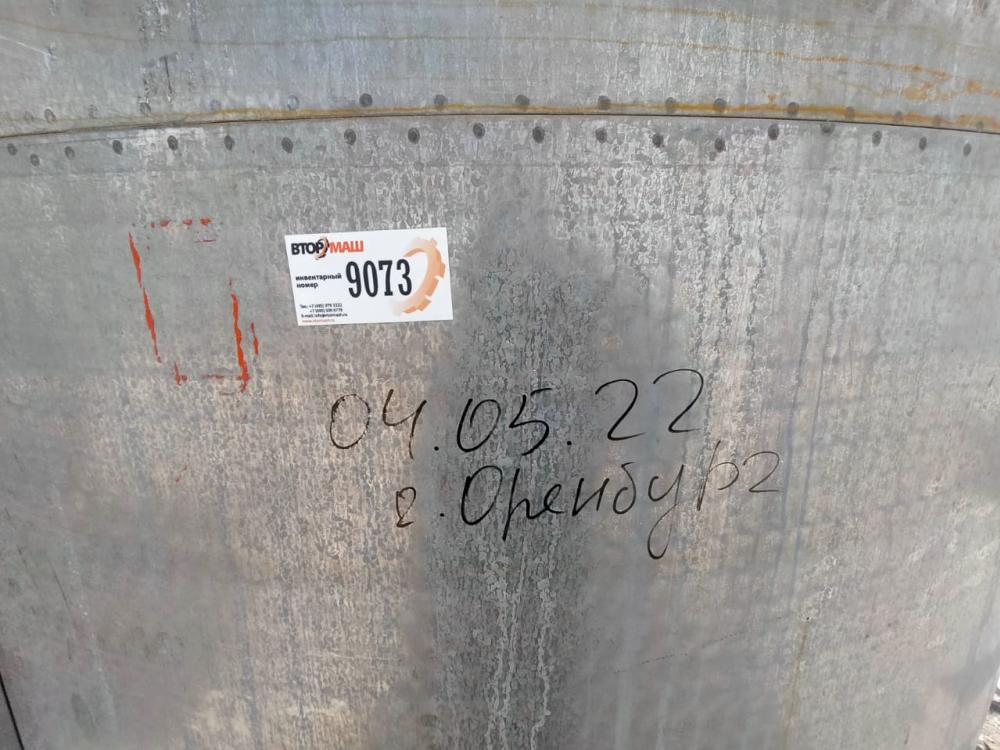 ВТОРМАШ
инвентарный
номер
9073
04.05.22
г. Оренбург